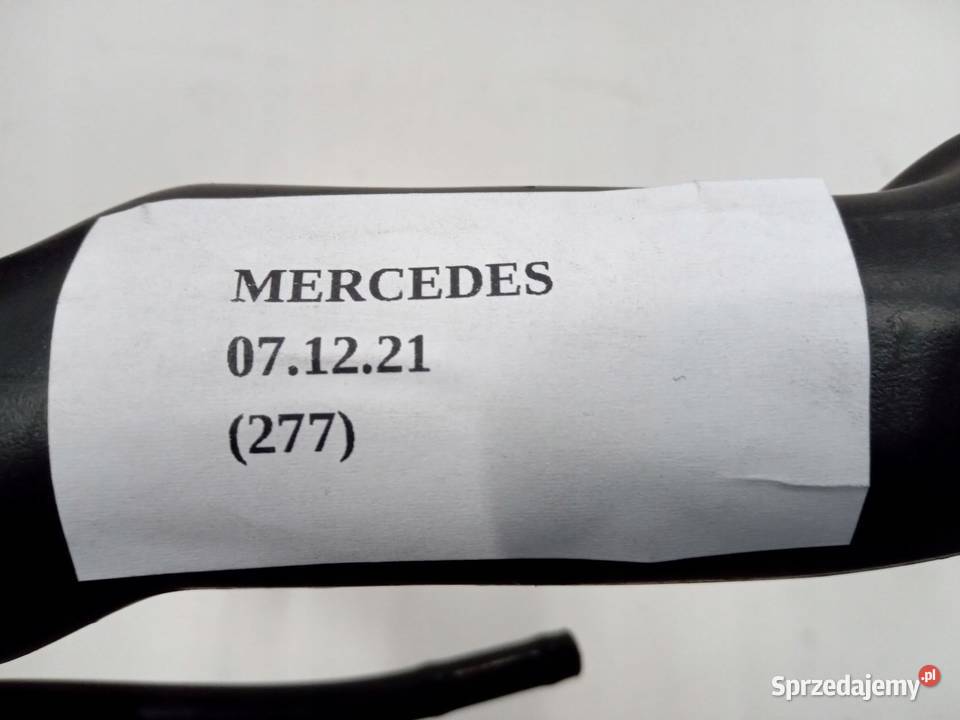 MERCEDES
07.12.21
(277)
Sprzedajemy.pl